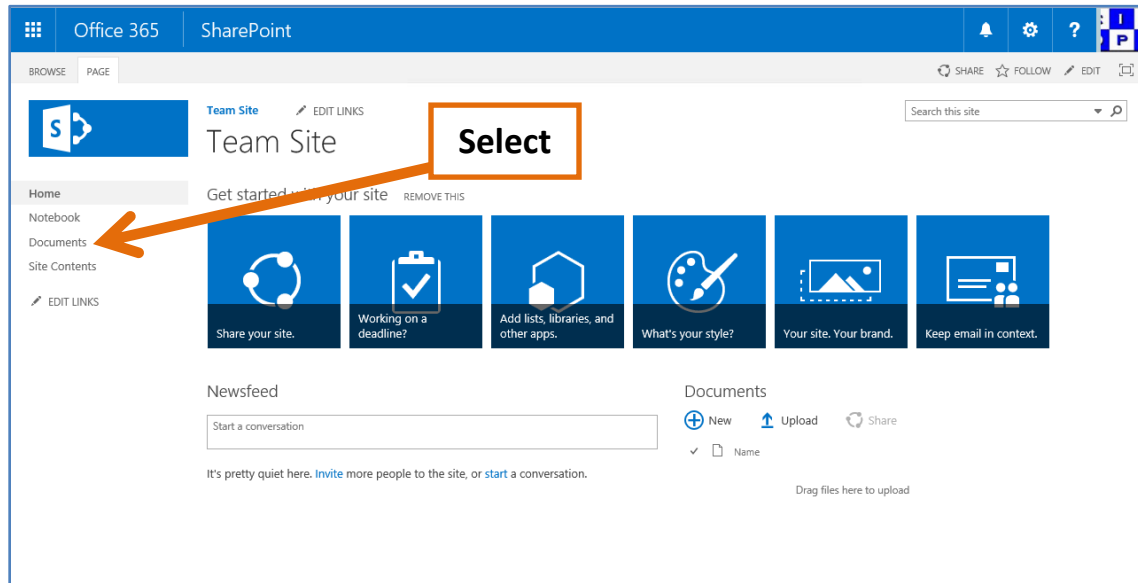 Office 365 SharePoint ?
I
P
BROWSE PAGE SHARE FOLLOW EDIT
S
Team Site EDIT LINKS
Search this site
Team Site
Select
Home
Notebook
Documents
Site Contents
EDIT LINKS
Get started with your site REMOVE THIS
Share your site.
Working on a
deadline?
Add lists, libraries, and
other apps.
What's your style?
Your site. Your brand.
Keep email in context.
Newsfeed
Start a conversation
It's pretty quiet here. Invite more people to the site, or start a conversation.
Documents
New Upload Share
Name
Drag files here to upload